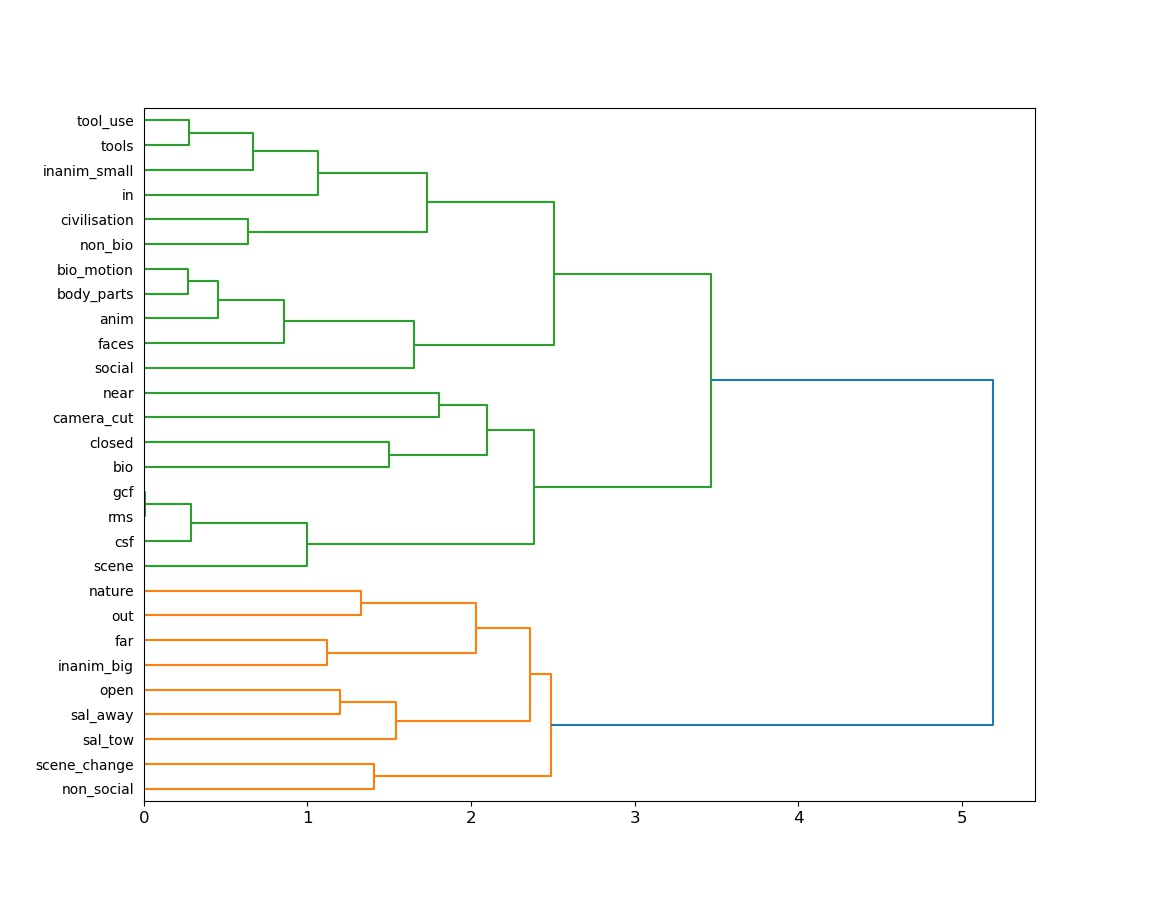 tool_use
tools
inanim_small
in
civilisation
non_bio
bio_motion
body_parts
anim
faces
social
near
camera_cut
closed
bio
gcf
rms
csf
scene
nature
out
far
inanim_big
open
sal_away
sal_tow
scene_change
non_social
0 1 2 3 4 5